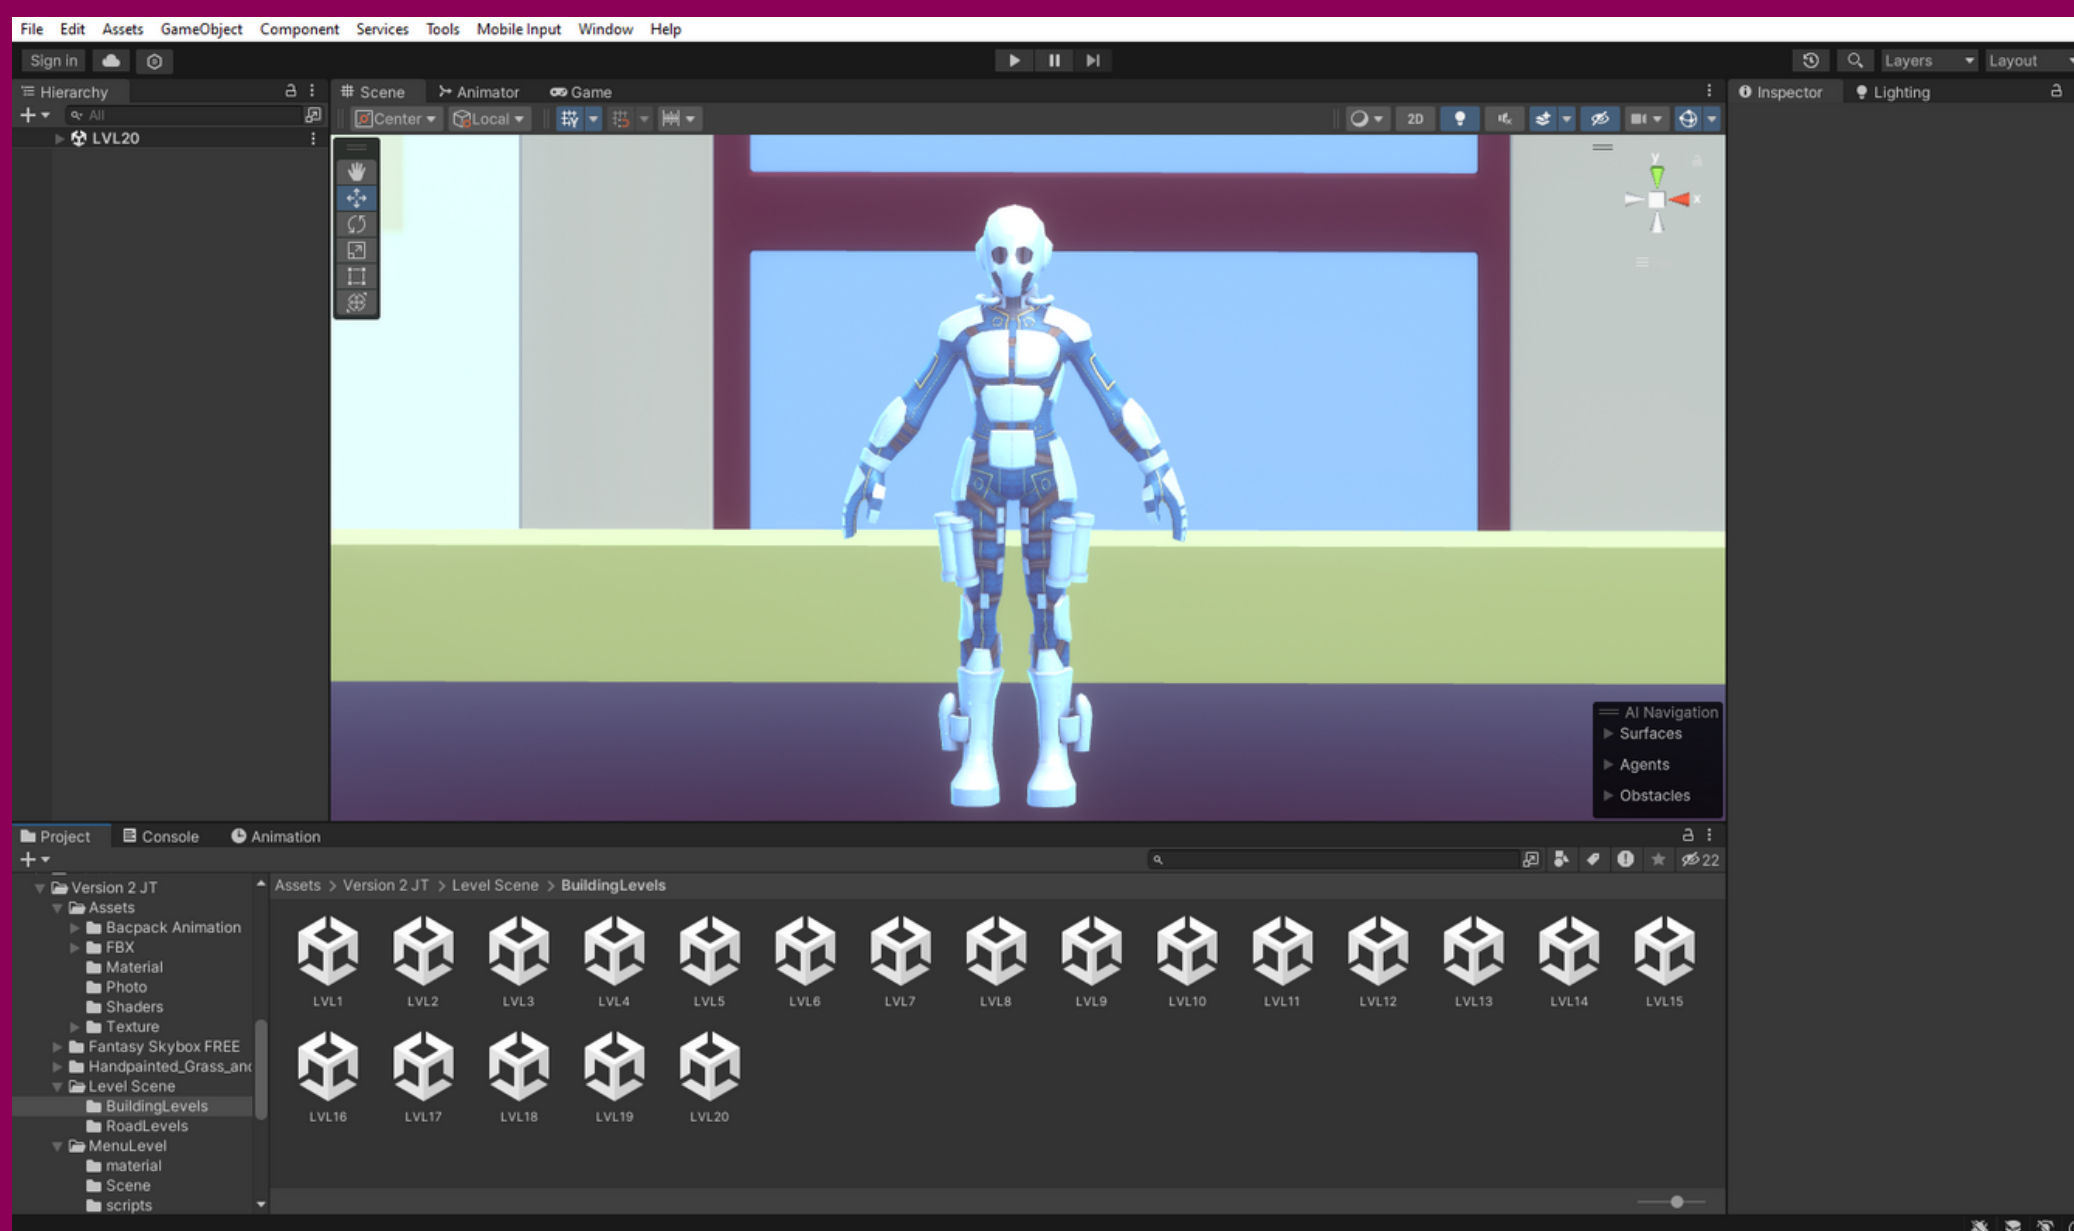 File Edit Assets GameObject Component Services Tools Mobile Input Window Help
Sign in Layers Layout
Hierarchy Scene Animator Game Inspector Lighting
All Center Local 2D
LVL20
y
x
AI Navigation
Surfaces
Agents
Obstacles
Project Console Animation
22
Version 2 JT
Assets
Bacpack Animation
FBX
Material
Photo
Shaders
Texture
Fantasy Skybox FREE
Handpainted_Grass_and
Level Scene
BuildingLevels
RoadLevels
MenuLevel
material
Scene
scripts
Assets > Version 2 JT > Level Scene > BuildingLevels
LVL1 LVL2 LVL3 LVL4 LVL5 LVL6 LVL7 LVL8 LVL9 LVL10 LVL11 LVL12 LVL13 LVL14 LVL15
LVL16 LVL17 LVL18 LVL19 LVL20